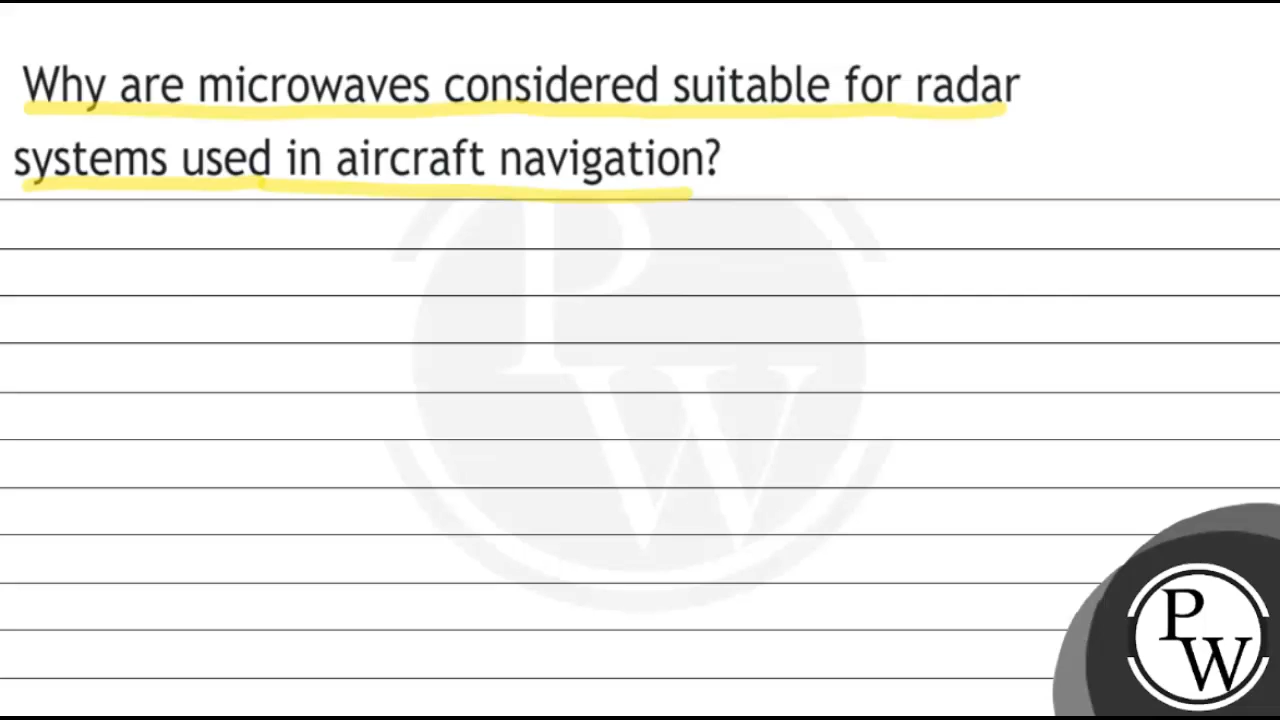 Why are microwaves considered suitable for radar
systems used in aircraft navigation?
P
W
P
W